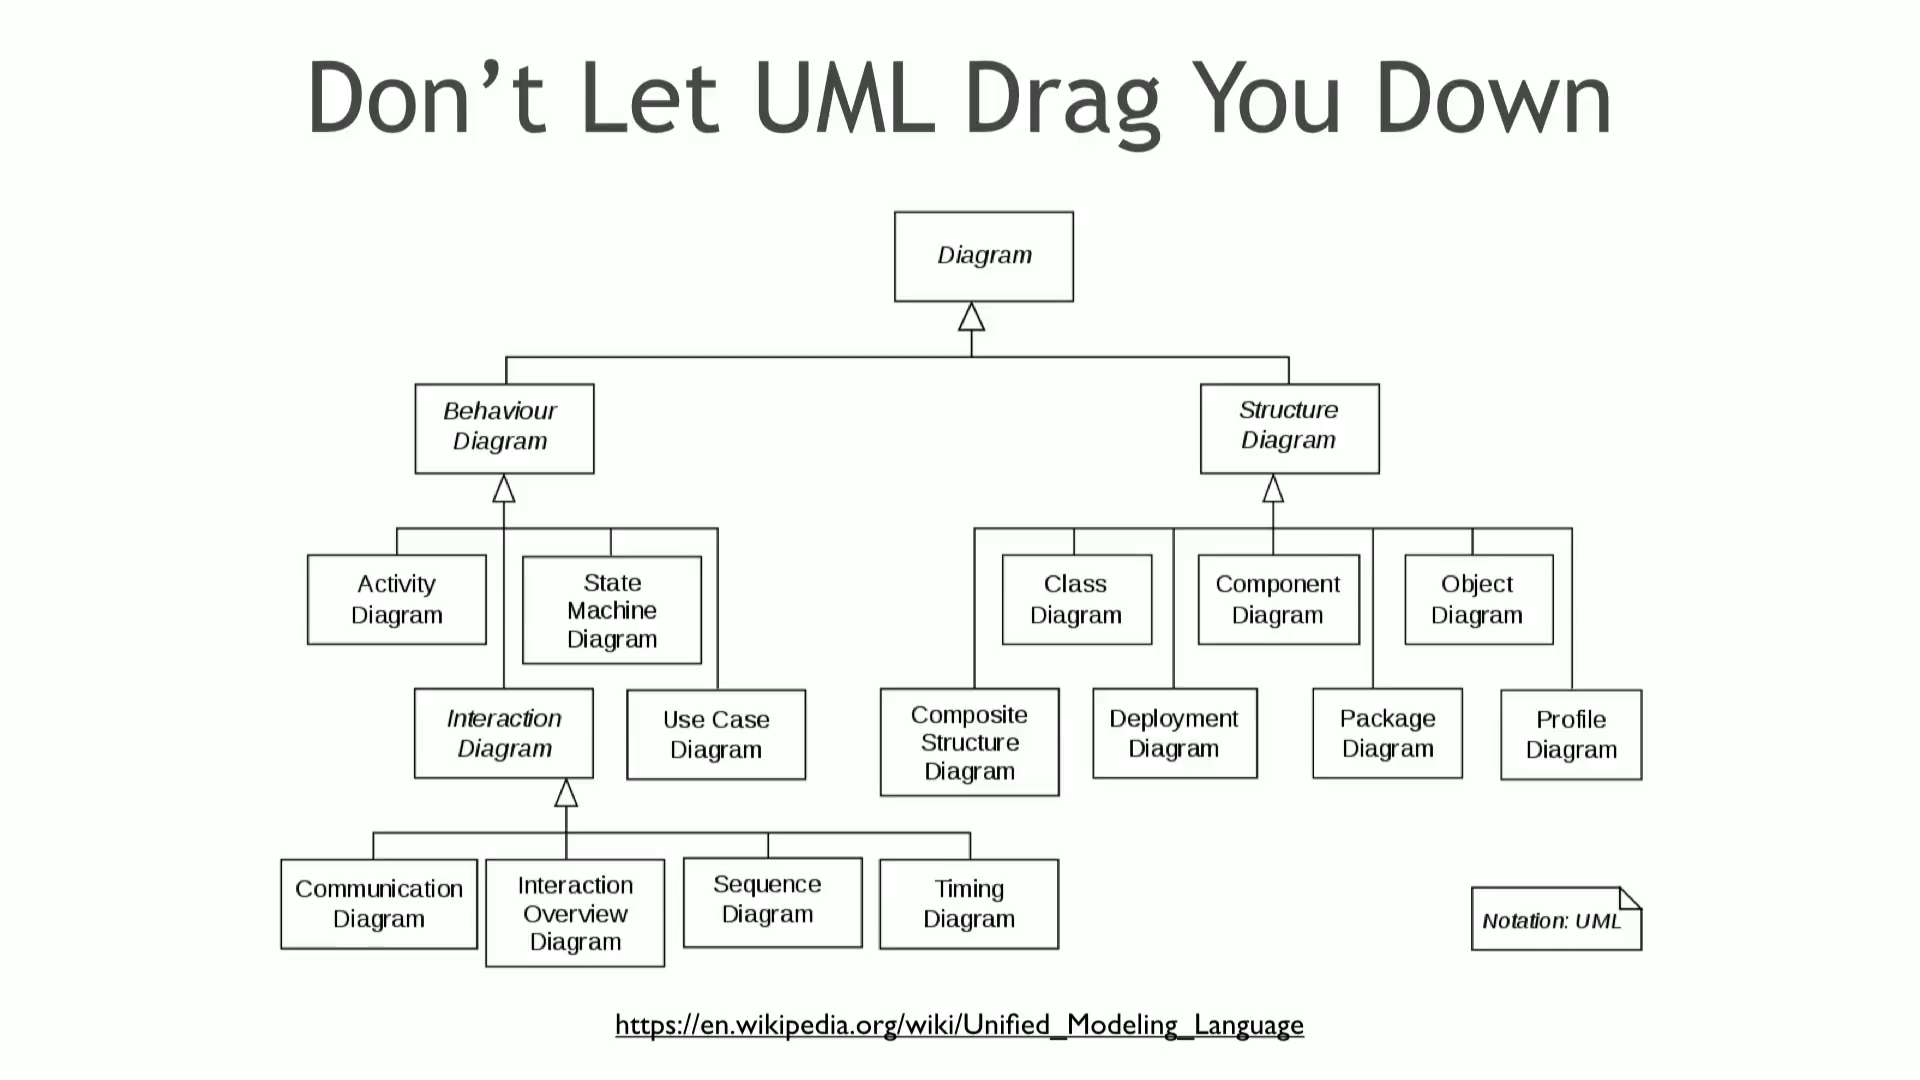 Don’t Let UML Drag You Down
Diagram
Behaviour
Diagram
Structure
Diagram
Activity
Diagram
State
Machine
Diagram
Class
Diagram
Component
Diagram
Object
Diagram
Interaction
Diagram
Use Case
Diagram
Composite
Structure
Diagram
Deployment
Diagram
Package
Diagram
Profile
Diagram
Communication
Diagram
Interaction
Overview
Diagram
Sequence
Diagram
Timing
Diagram
Notation: UML
https://en.wikipedia.org/wiki/Unified_Modeling_Language